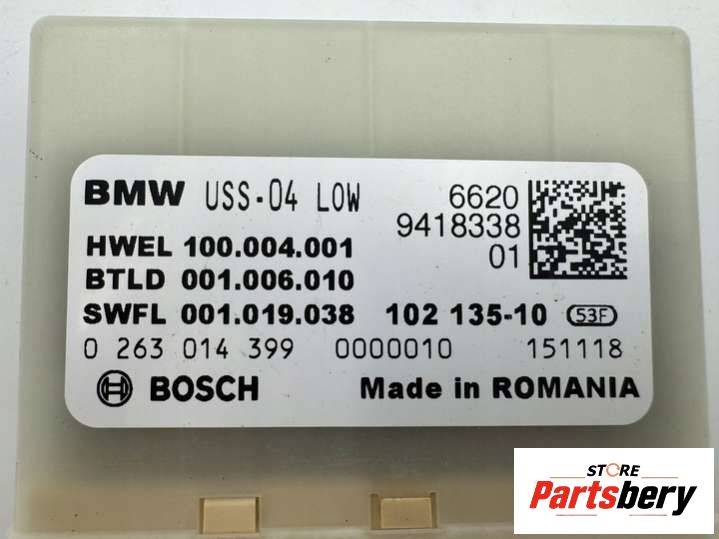 BMW USS-04 LOW 6620
9418338
HWEL 100.004.001 01
BTLD 001.006.010
SWFL 001.019.038 102 135-10 53F
0 263 014 399 0000010 151118
BOSCH Made in ROMANIA
STORE
Partsbery